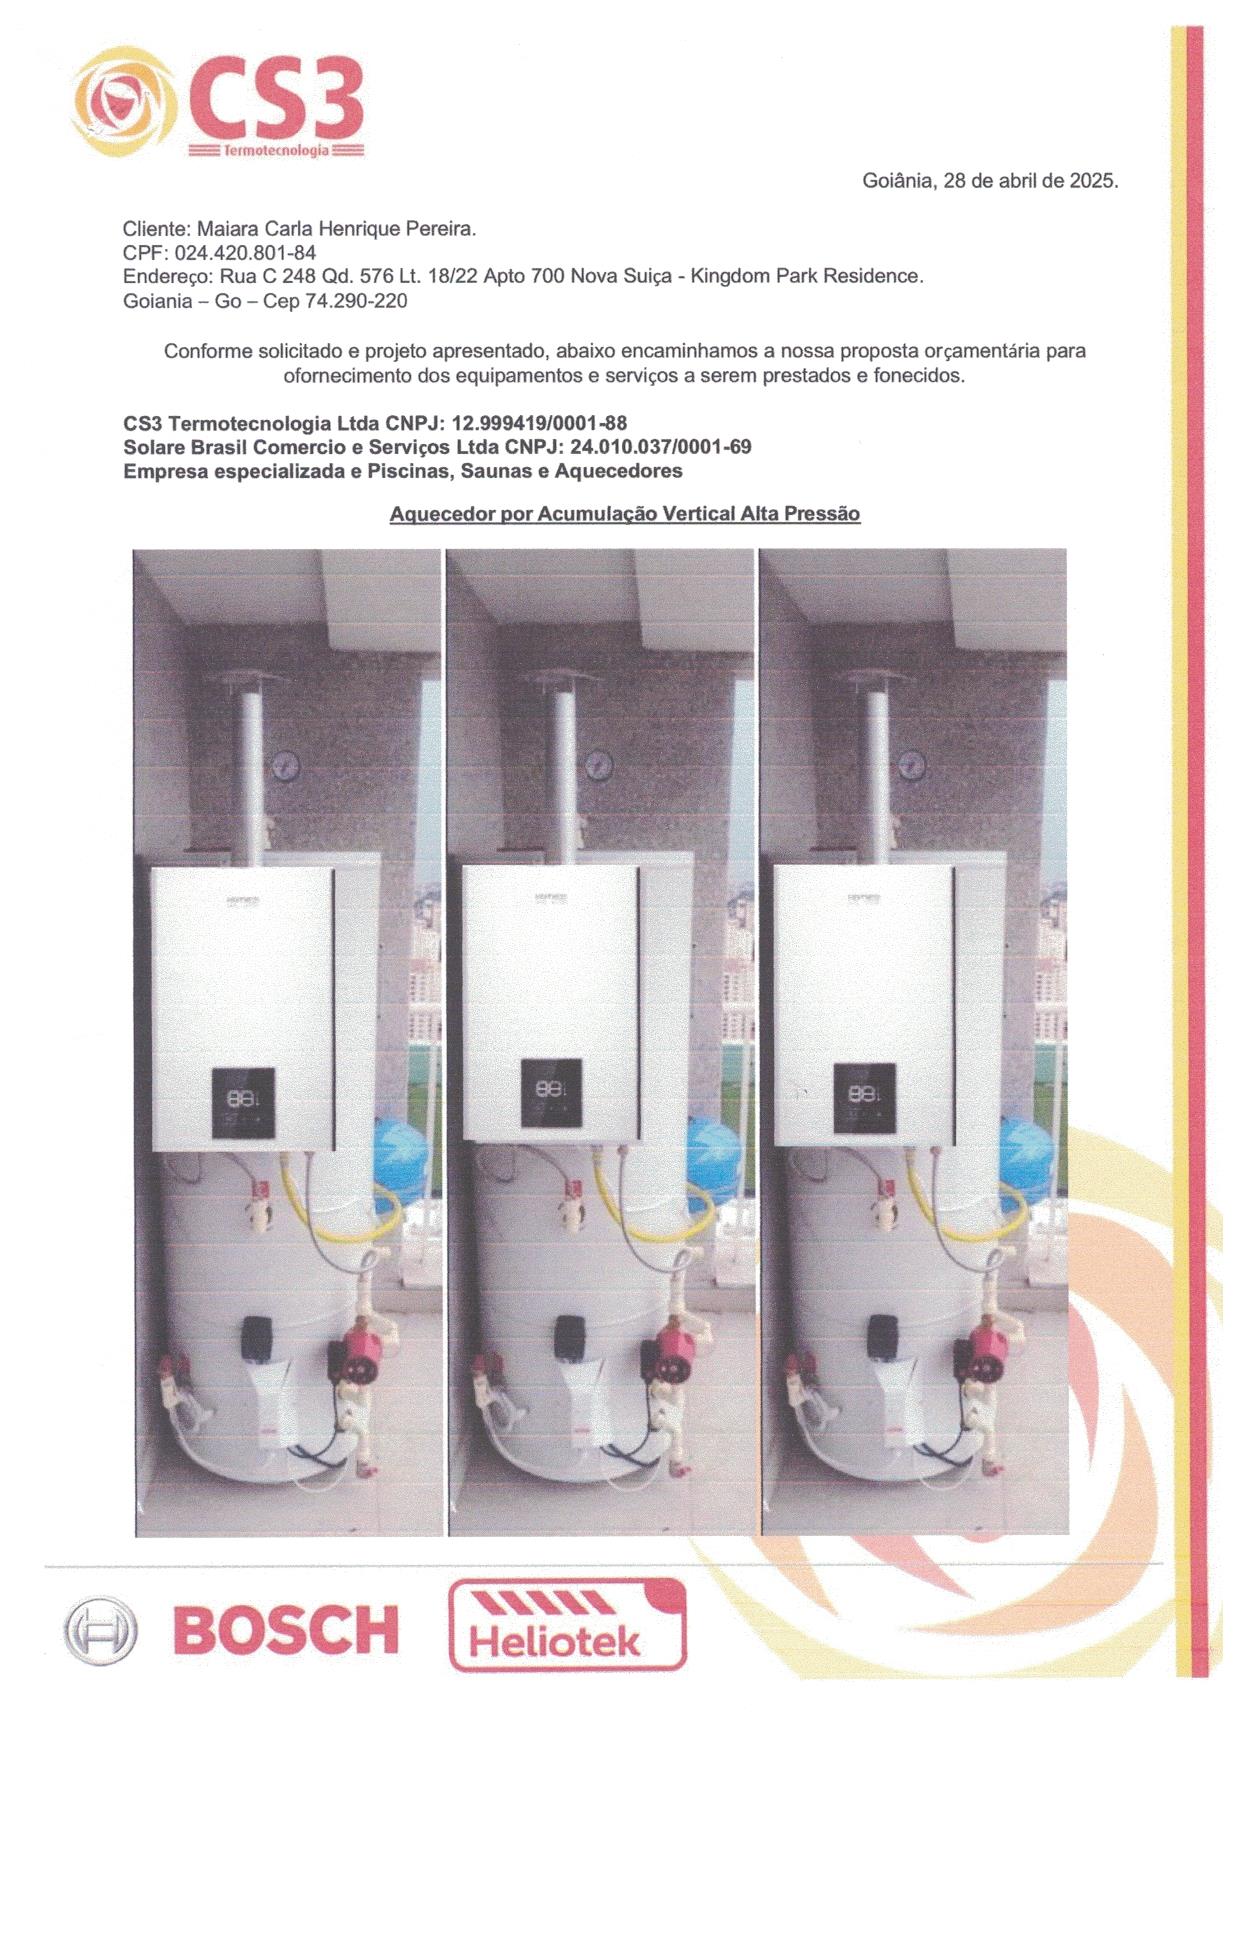 CS3
Termotecnologia
Goiânia, 28 de abril de 2025.
Cliente: Maiara Carla Henrique Pereira.
CPF: 024.420.801-84
Endereço: Rua C 248 Qd. 576 Lt. 18/22 Apto 700 Nova Suiça - Kingdom Park Residence.
Goiania – Go – Cep 74.290-220
Conforme solicitado e projeto apresentado, abaixo encaminhamos a nossa proposta orçamentária para
ofornecimento dos equipamentos e serviços a serem prestados e fonecidos.
CS3 Termotecnologia Ltda CNPJ: 12.999419/0001-88
Solare Brasil Comercio e Serviços Ltda CNPJ: 24.010.037/0001-69
Empresa especializada e Piscinas, Saunas e Aquecedores
Aquecedor por Acumulação Vertical Alta Pressão
BOSCH
Heliotek